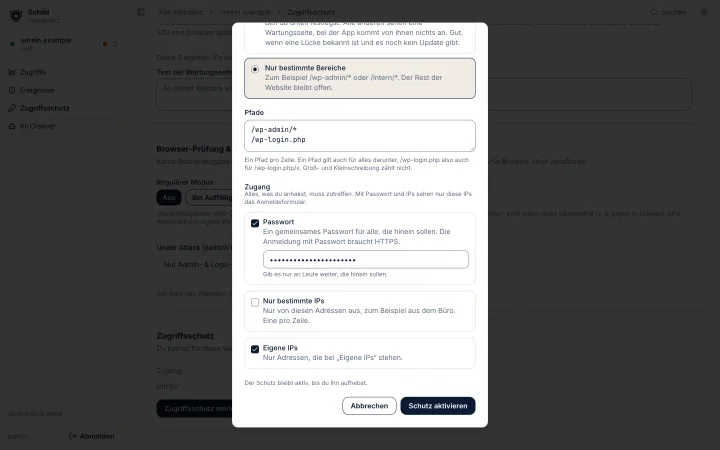 Schild
Dashboard
verein.example
Alle Websites
verein.example
Zugriffsschutz
Suchen
Wartungsseite, bei der App kommt von ihnen nichts an. Gut,
wenn eine Lücke bekannt ist und es noch kein Update gibt.
Nur bestimmte Bereiche
Zum Beispiel /wp-admin/* oder /intern/*. Der Rest der
Website bleibt offen.
Pfade
/wp-admin/*
/wp-login.php
Ein Pfad pro Zeile. Ein Pfad gilt auch für alles darunter, /wp-login.php also auch
für /wp-login.php/x. Groß- und Kleinschreibung zählt nicht.
Zugang
Alles, was du anhakst, muss zutreffen. Mit Passwort und IPs sehen nur diese IPs
das Anmeldeformular.
Passwort
Ein gemeinsames Passwort für alle, die hinein sollen. Die
Anmeldung mit Passwort braucht HTTPS.
••••••••••••••••••••••
Gib es nur an Leute weiter, die hinein sollen.
Nur bestimmte IPs
Nur von diesen Adressen aus, zum Beispiel aus dem Büro.
Eine pro Zeile.
Eigene IPs
Nur Adressen, die bei „Eigene IPs“ stehen.
Der Schutz bleibt aktiv, bis du ihn aufhebst.
Abbrechen
Schutz aktivieren
Zugriffe
Ereignisse
Zugriffsschutz
KI-Crawler
Text der Wartungsseite
Browser-Prüfung
Regulärer Modus
Aus
Under Attack
Nur Admin- & Login-
Zugriffsschutz
Zugang
Gilt für
Abmelden